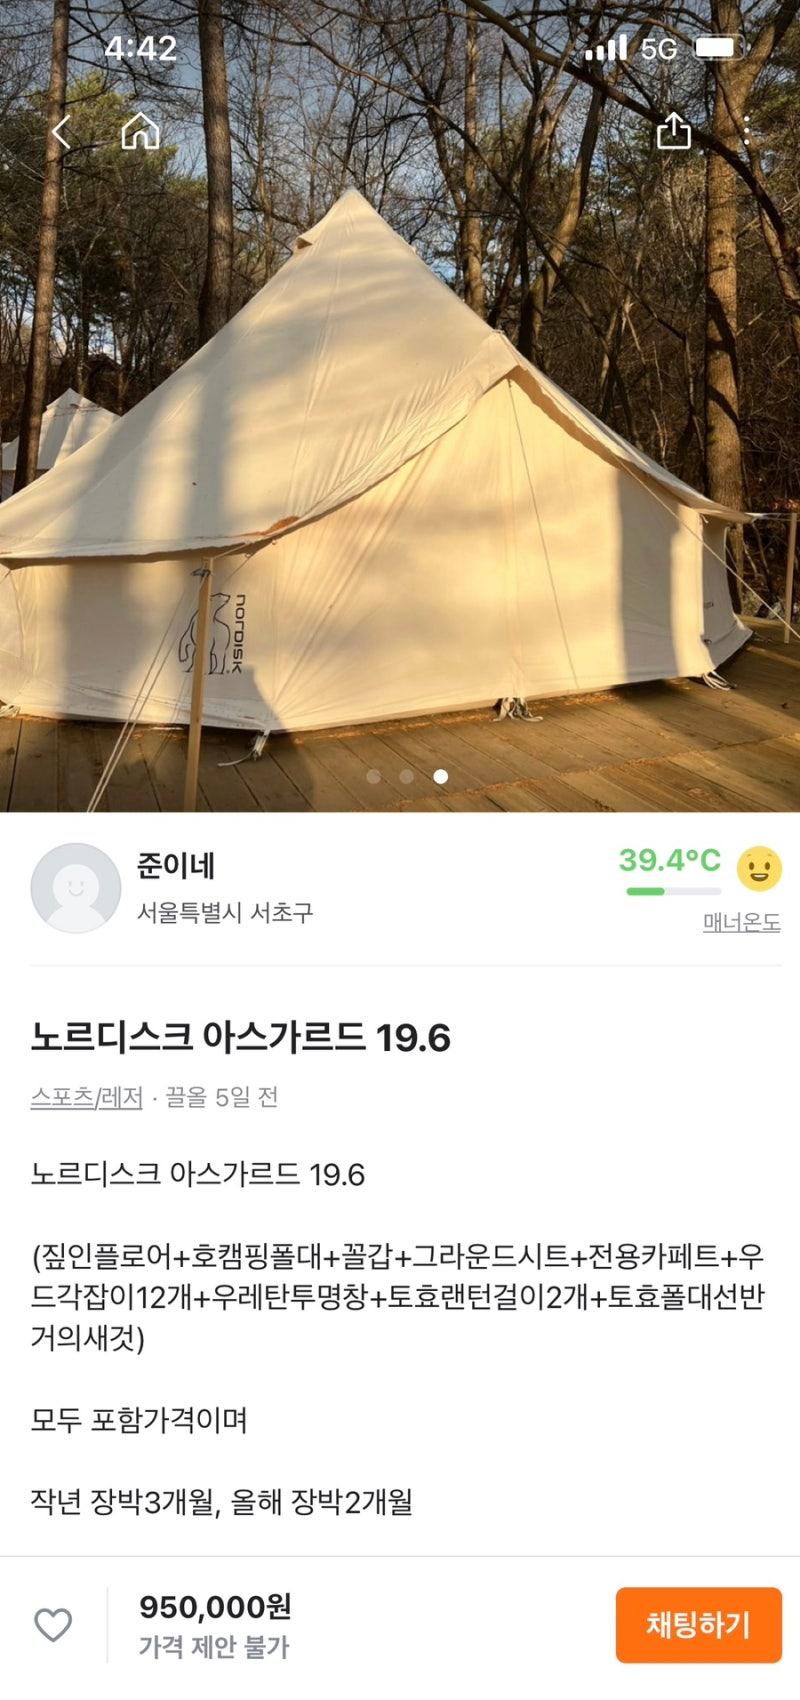 4:42
5G
NORDISK
준이네
39.4°C
서울특별시 서초구
매너온도
노르디스크 아스가르드 19.6
스포츠/레저 · 끌올 5일 전
노르디스크 아스가르드 19.6
(짚인플로어+호캠핑폴대+꼴갑+그라운드시트+전용카페트+우
드각잡이12개+우레탄투명창+토효랜턴걸이2개+토효폴대선반
거의새것)
모두 포함가격이며
작년 장박3개월, 올해 장박2개월
950,000원
가격 제안 불가
채팅하기